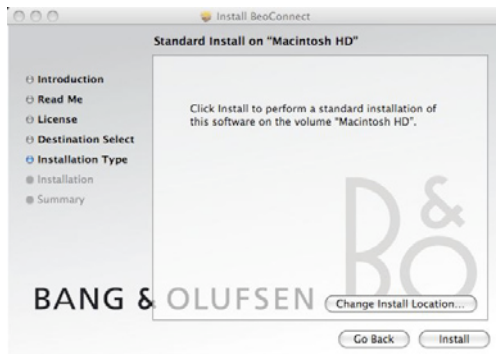 Install BeoConnect
Standard Install on "Macintosh HD"
Introduction
Read Me
License
Destination Select
Installation Type
Installation
Summary
Click Install to perform a standard installation of
this software on the volume "Macintosh HD".
B&O
BANG & OLUFSEN
Change Install Location...
Go Back
Install